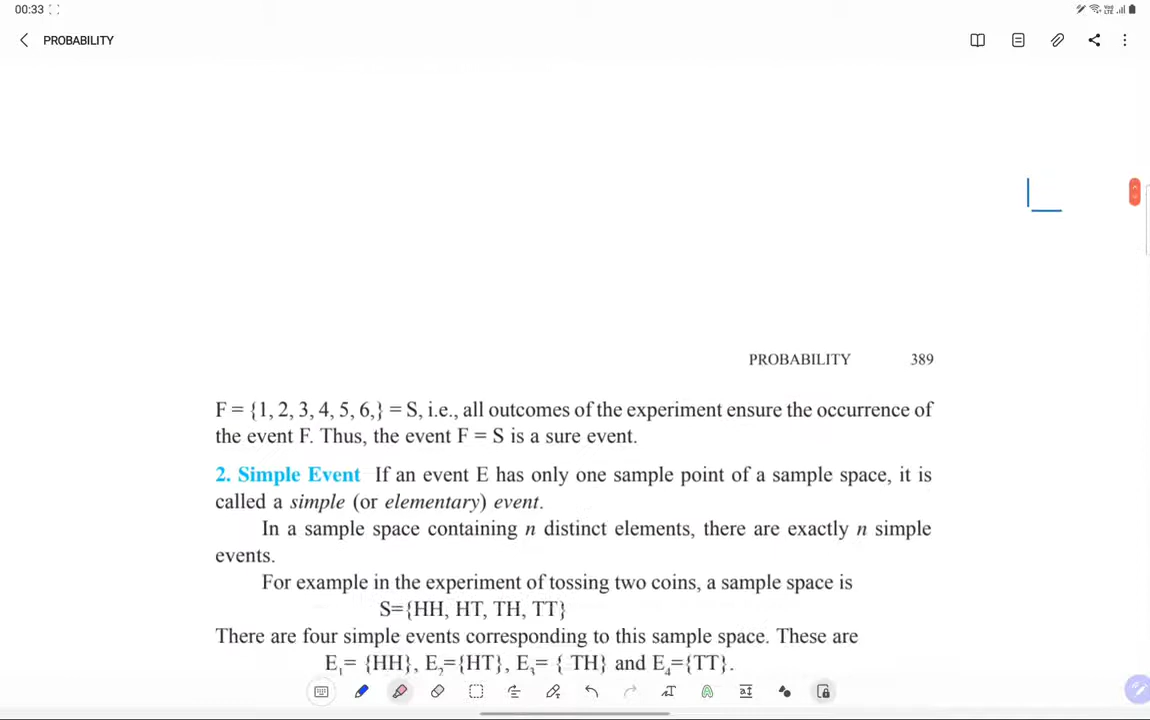 00:33
PROBABILITY
PROBABILITY 389
F = {1, 2, 3, 4, 5, 6,} = S, i.e., all outcomes of the experiment ensure the occurrence of
the event F. Thus, the event F = S is a sure event.
2. Simple Event If an event E has only one sample point of a sample space, it is
called a simple (or elementary) event.
In a sample space containing n distinct elements, there are exactly n simple
events.
For example in the experiment of tossing two coins, a sample space is
S={HH, HT, TH, TT}
There are four simple events corresponding to this sample space. These are
E₁= {HH}, E₂={HT}, E₃= { TH} and E₄={TT}.